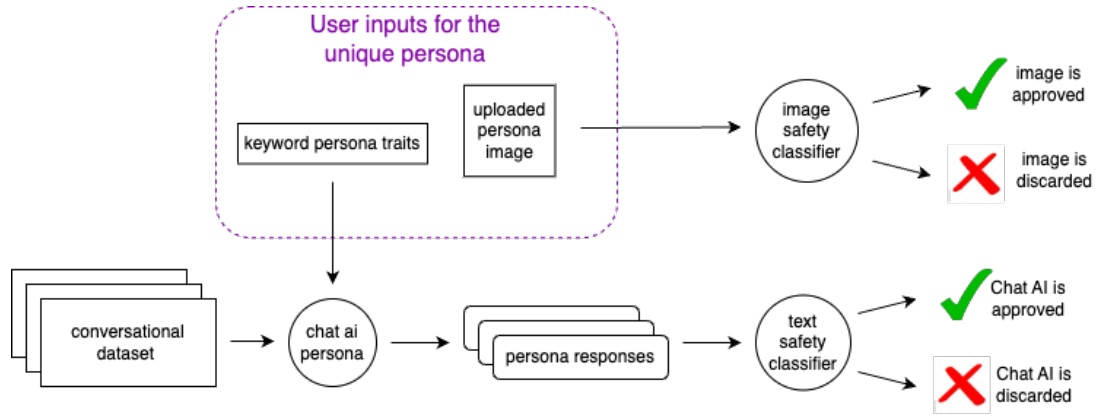 User inputs for the
unique persona
keyword persona traits
uploaded
persona
image
image
safety
classifier
image is
approved
image is
discarded
conversational
dataset
chat ai
persona
persona responses
text
safety
classifier
Chat AI is
approved
Chat AI is
discarded